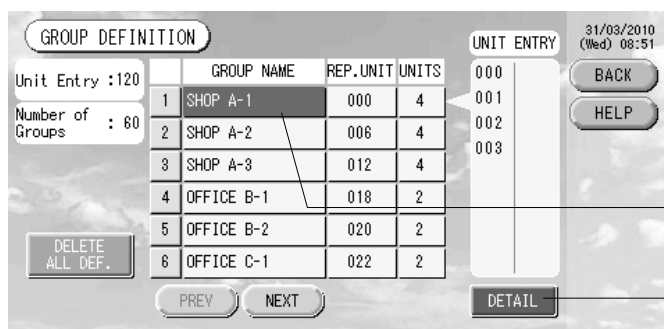 GROUP DEFINITION
UNIT ENTRY
31/03/2010
(Wed) 08:51
Unit Entry :120
Number of Groups : 60
GROUP NAME REP.UNIT UNITS
1 SHOP A-1 000 4
2 SHOP A-2 006 4
3 SHOP A-3 012 4
4 OFFICE B-1 018 2
5 OFFICE B-2 020 2
6 OFFICE C-1 022 2
000
001
002
003
BACK
HELP
DELETE
ALL DEF.
PREV NEXT
DETAIL